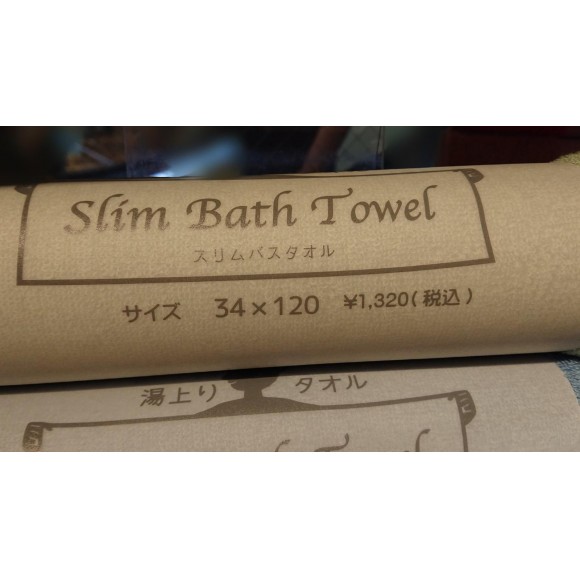 Slim Bath Towel
スリムバスタオル
サイズ 34×120 ¥1,320(税込)
湯上り タオル
Towel